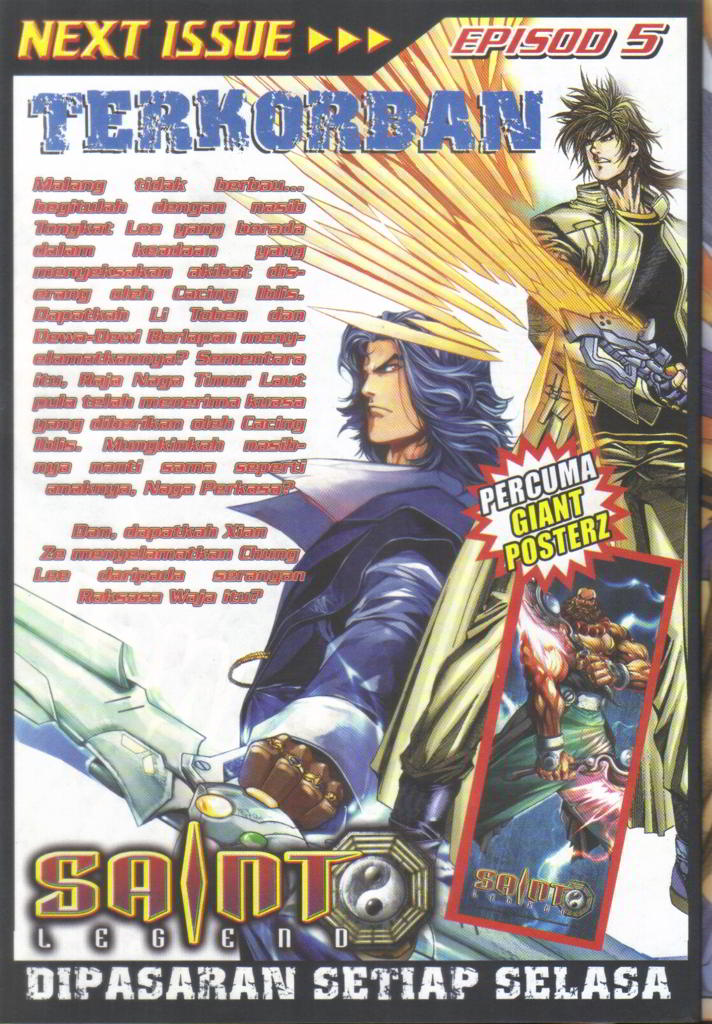 NEXT ISSUE
EPISOD 5
TERKORBAN
Malang tidak berbau...
begitulah dengan nasib
Tongkat Lee yang berada
dalam keadaan yang
menyeksakan akibat dis-
erang oleh Cacing Iblis.
Dapatkah Li Tohen dan
Dewa-Dewi Berlapan meny-
elamatkannya? Sementara
itu, Raja Naga Timur Laut
pula telah menerima kuasa
yang diberikan oleh Cacing
Iblis. Mungkinkah nasib-
nya nanti sama seperti
anaknya, Naga Perkasa?
Dan, dapatkah Xian
Ze menyelamatkan Chung
Lee daripada serangan
Raksasa Waja itu?
PERCUMA
GIANT
POSTERZ
SAINT
LEGEND
SAINT
LEGEND
DIPASARAN SETIAP SELASA